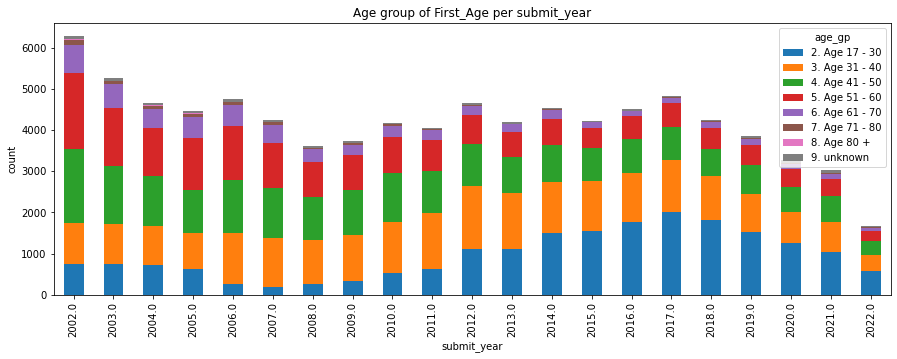 Age group of First_Age per submit_year
count
6000
5000
4000
3000
2000
1000
0
age_gp
2. Age 17 - 30
3. Age 31 - 40
4. Age 41 - 50
5. Age 51 - 60
6. Age 61 - 70
7. Age 71 - 80
8. Age 80 +
9. unknown
2002.0
2003.0
2004.0
2005.0
2006.0
2007.0
2008.0
2009.0
2010.0
2011.0
2012.0
2013.0
2014.0
2015.0
2016.0
2017.0
2018.0
2019.0
2020.0
2021.0
2022.0
submit_year